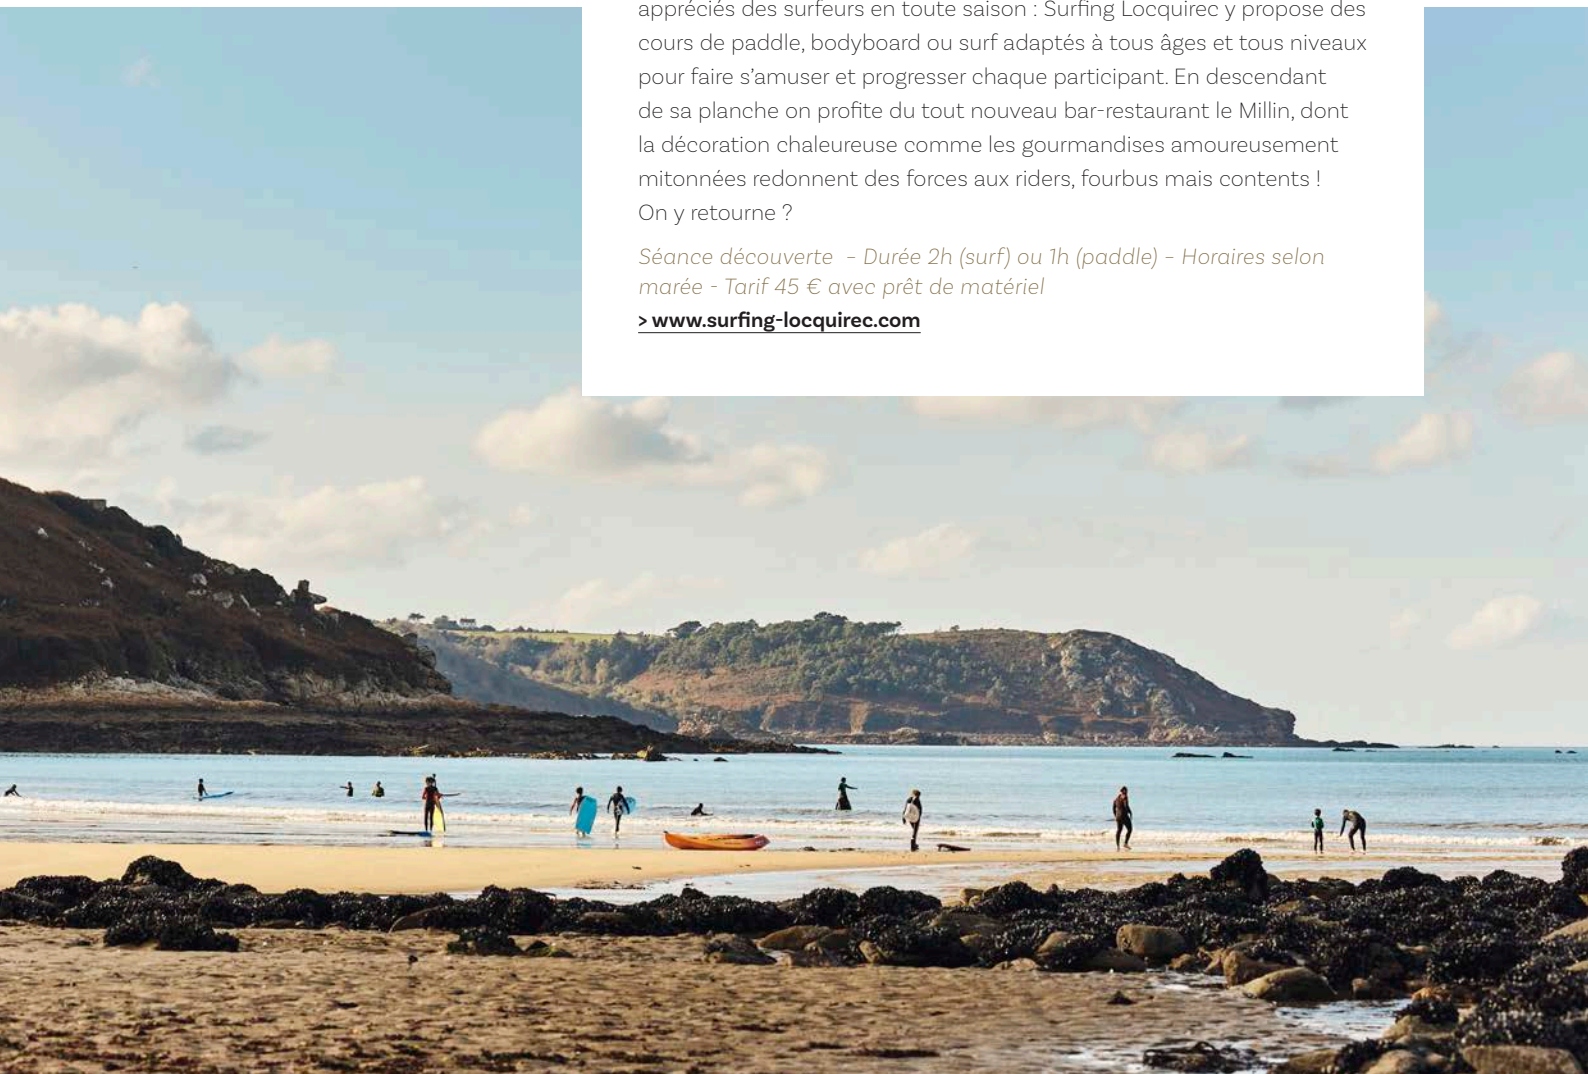 appréciés des surfeurs en toute saison : Surfing Locquirec y propose des
cours de paddle, bodyboard ou surf adaptés à tous âges et tous niveaux
pour faire s’amuser et progresser chaque participant. En descendant
de sa planche on profite du tout nouveau bar-restaurant le Millin, dont
la décoration chaleureuse comme les gourmandises amoureusement
mitonnées redonnent des forces aux riders, fourbus mais contents !
On y retourne ?
Séance découverte – Durée 2h (surf) ou 1h (paddle) – Horaires selon
marée - Tarif 45 € avec prêt de matériel
> www.surfing-locquirec.com